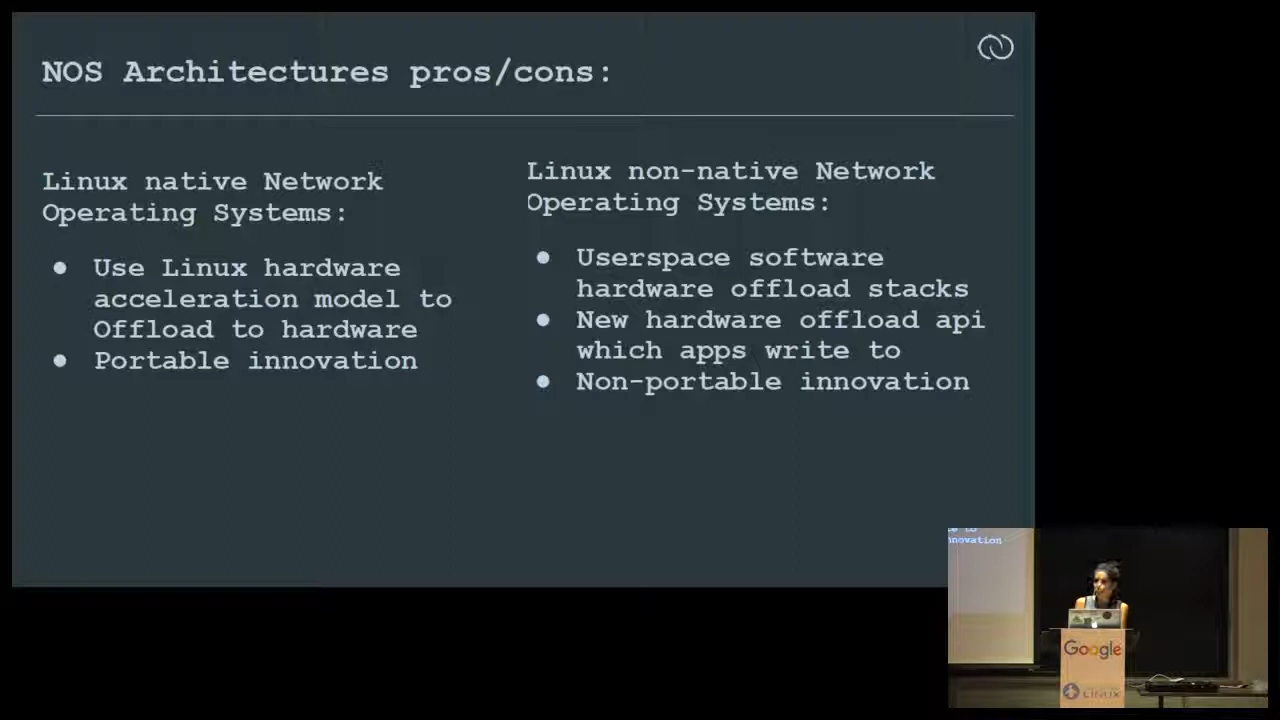 NOS Architectures pros/cons:
Linux native Network
Operating Systems:
● Use Linux hardware
acceleration model to
Offload to hardware
● Portable innovation
Linux non-native Network
Operating Systems:
● Userspace software
hardware offload stacks
● New hardware offload api
which apps write to
● Non-portable innovation
Google
Linux